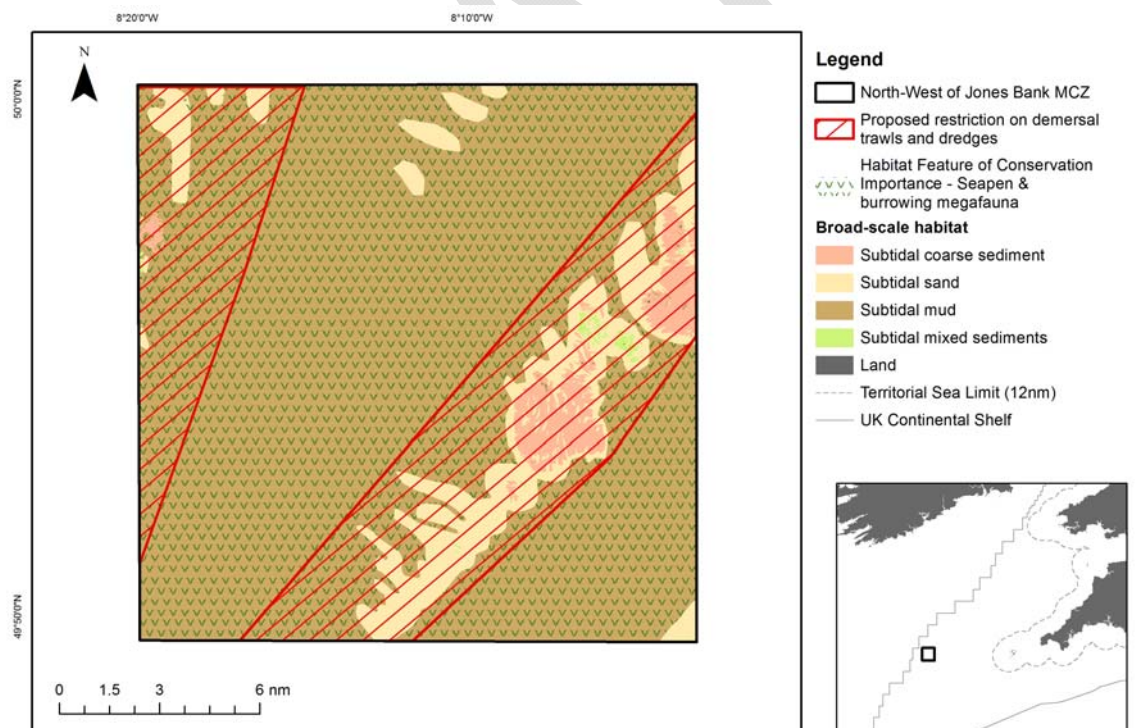 8°20'0"W
8°10'0"W
50°0'0"N
N
49°50'0"N
0 1.5 3 6 nm
Legend
North-West of Jones Bank MCZ
Proposed restriction on demersal
trawls and dredges
Habitat Feature of Conservation
Importance - Seapen &
burrowing megafauna
Broad-scale habitat
Subtidal coarse sediment
Subtidal sand
Subtidal mud
Subtidal mixed sediments
Land
Territorial Sea Limit (12nm)
UK Continental Shelf